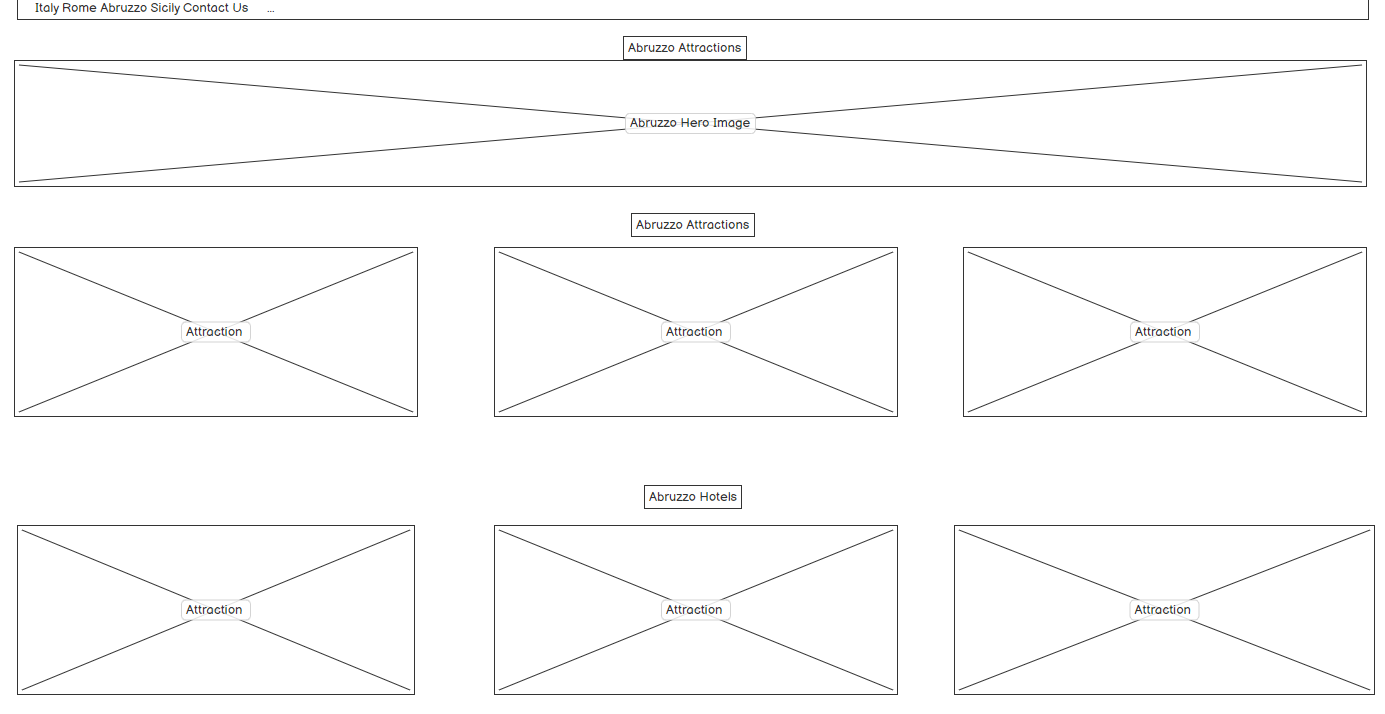 Italy Rome Abruzzo Sicily Contact Us ...
Abruzzo Attractions
Abruzzo Hero Image
Abruzzo Attractions
Attraction Attraction Attraction
Abruzzo Hotels
Attraction Attraction Attraction